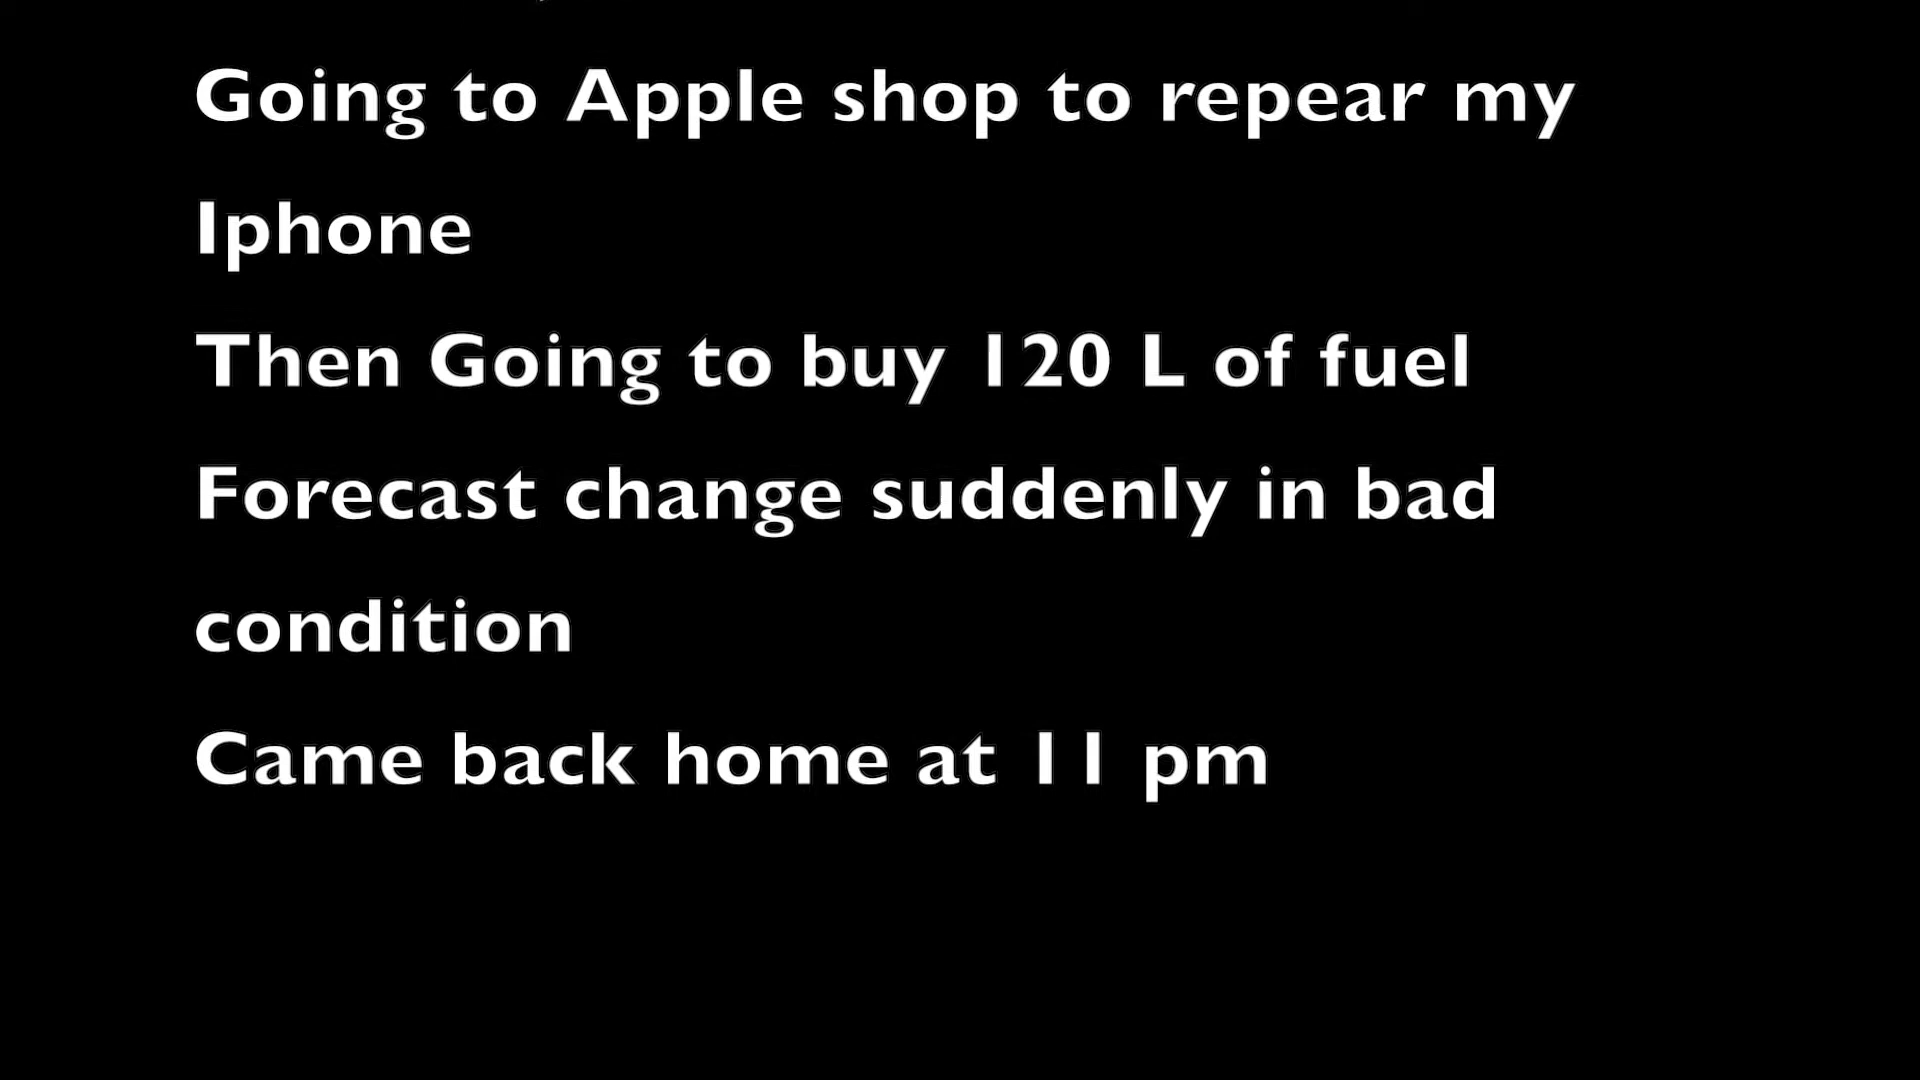 Going to Apple shop to repear my
Iphone
Then Going to buy 120 L of fuel
Forecast change suddenly in bad
condition
Came back home at 11 pm